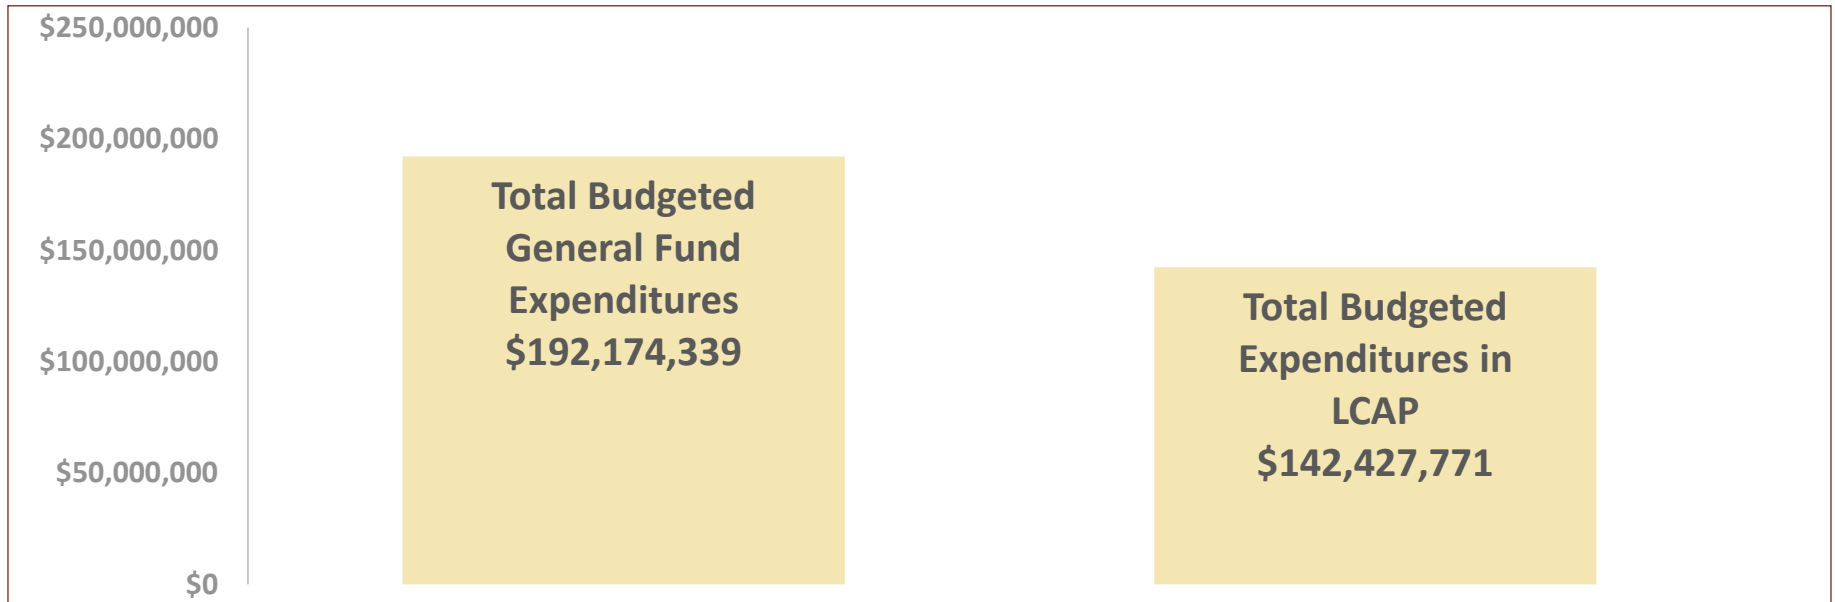 $250,000,000
$200,000,000
$150,000,000
$100,000,000
$50,000,000
$0
Total Budgeted
General Fund
Expenditures
$192,174,339
Total Budgeted
Expenditures in
LCAP
$142,427,771